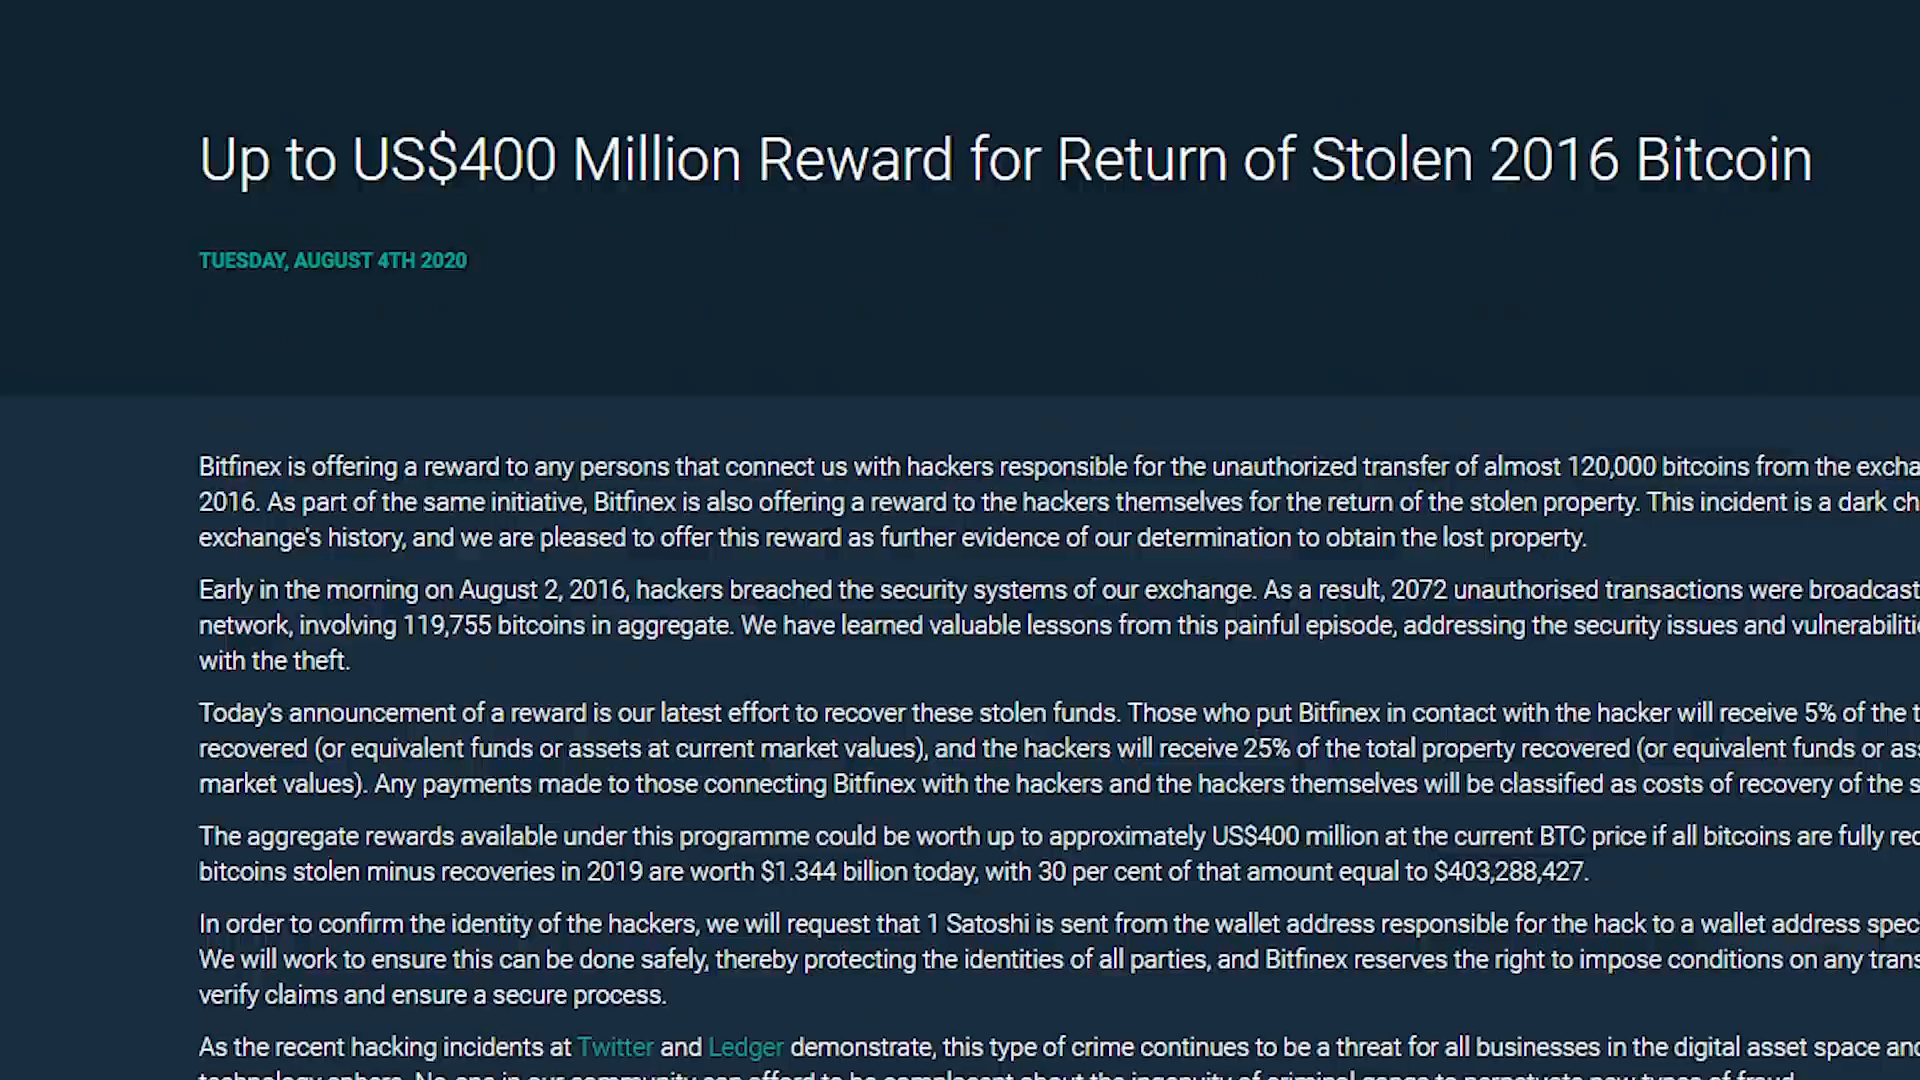 Up to US$400 Million Reward for Return of Stolen 2016 Bitcoin
TUESDAY, AUGUST 4TH 2020
Bitfinex is offering a reward to any persons that connect us with hackers responsible for the unauthorized transfer of almost 120,000 bitcoins from the
2016. As part of the same initiative, Bitfinex is also offering a reward to the hackers themselves for the return of the stolen property. This incident is a dark
exchange's history, and we are pleased to offer this reward as further evidence of our determination to obtain the lost property.
Early in the morning on August 2, 2016, hackers breached the security systems of our exchange. As a result, 2072 unauthorised transactions were broadcast
network, involving 119,755 bitcoins in aggregate. We have learned valuable lessons from this painful episode, addressing the security issues and
with the theft.
Today's announcement of a reward is our latest effort to recover these stolen funds. Those who put Bitfinex in contact with the hacker will receive 5% of the
recovered (or equivalent funds or assets at current market values), and the hackers will receive 25% of the total property recovered (or equivalent funds or
market values). Any payments made to those connecting Bitfinex with the hackers and the hackers themselves will be classified as costs of recovery of the
The aggregate rewards available under this programme could be worth up to approximately US$400 million at the current BTC price if all bitcoins are fully
bitcoins stolen minus recoveries in 2019 are worth $1.344 billion today, with 30 per cent of that amount equal to $403,288,427.
In order to confirm the identity of the hackers, we will request that 1 Satoshi is sent from the wallet address responsible for the hack to a wallet address
We will work to ensure this can be done safely, thereby protecting the identities of all parties, and Bitfinex reserves the right to impose conditions on any
verify claims and ensure a secure process.
As the recent hacking incidents at Twitter and Ledger demonstrate, this type of crime continues to be a threat for all businesses in the digital asset space